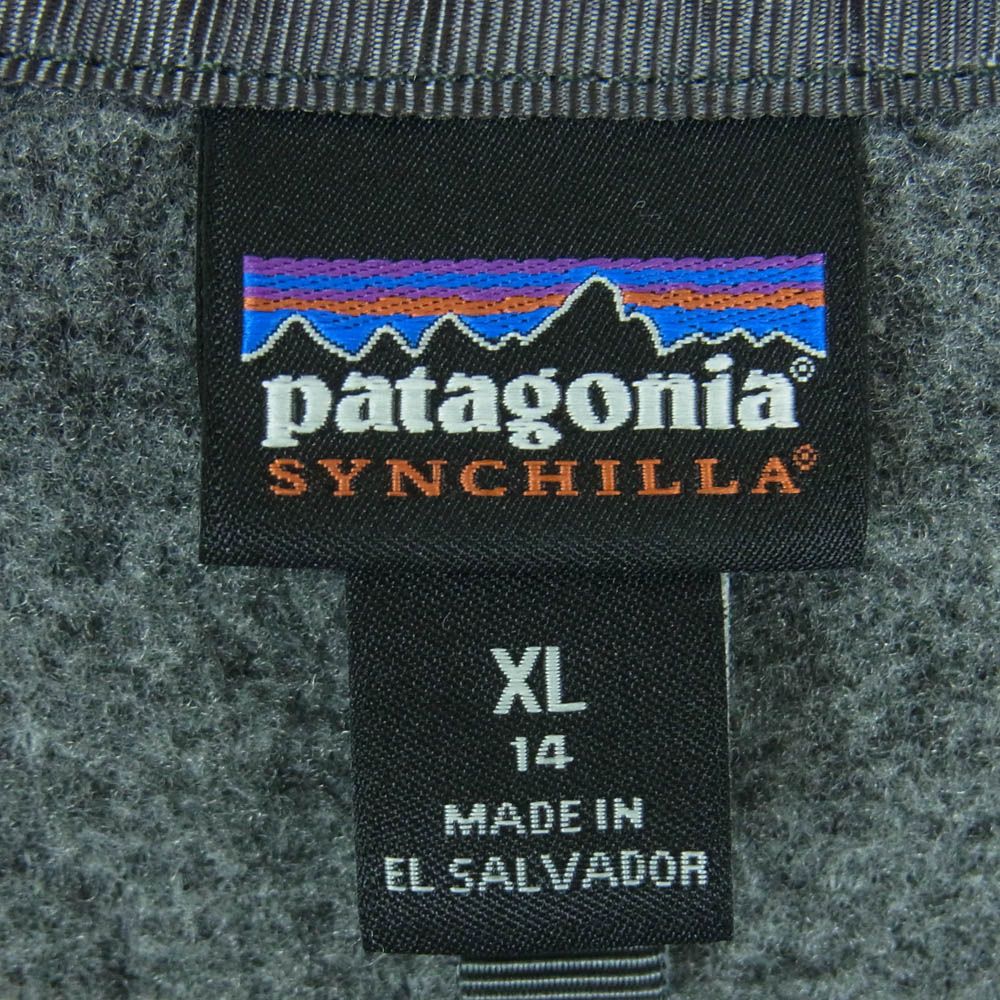 patagonia®
SYNCHILLA®
XL
14
MADE IN
EL SALVADOR